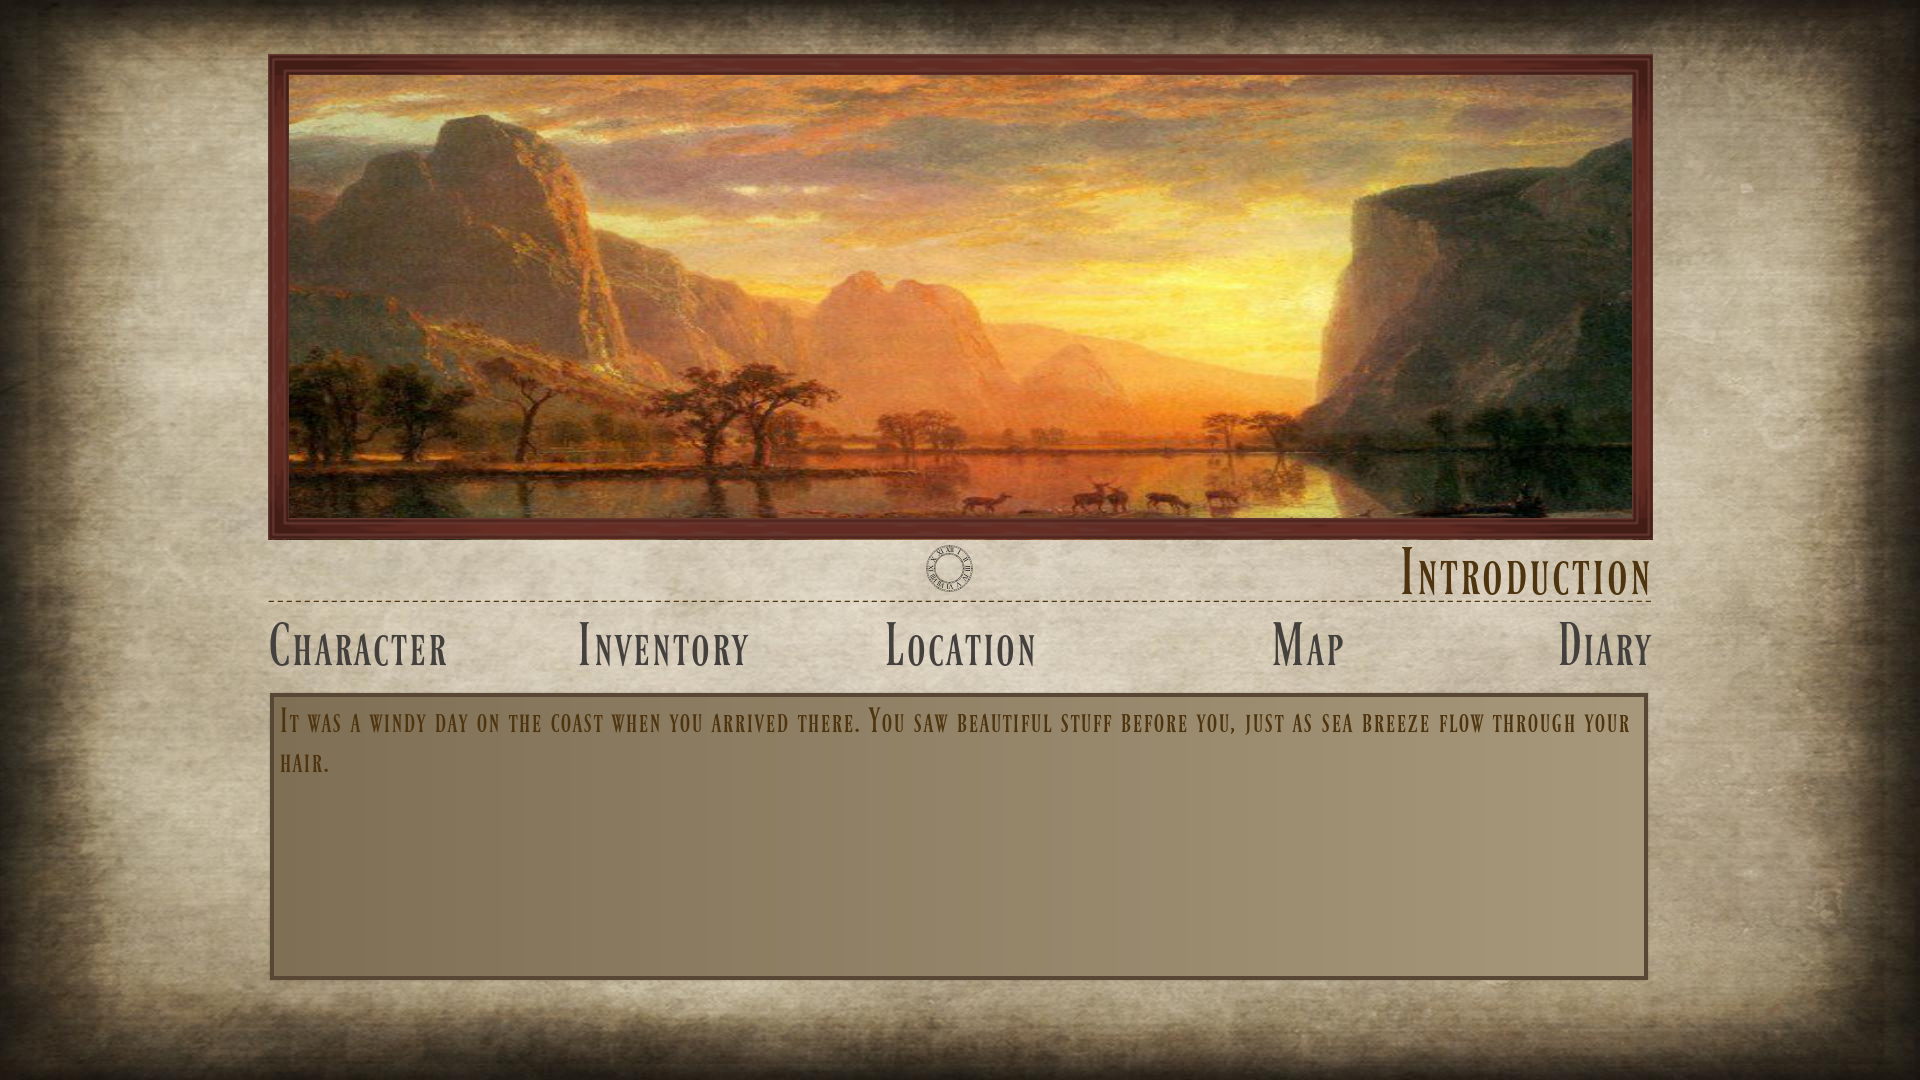 Introduction
Character Inventory Location Map Diary
It was a windy day on the coast when you arrived there. You saw beautiful stuff before you, just as sea breeze flow through your
hair.